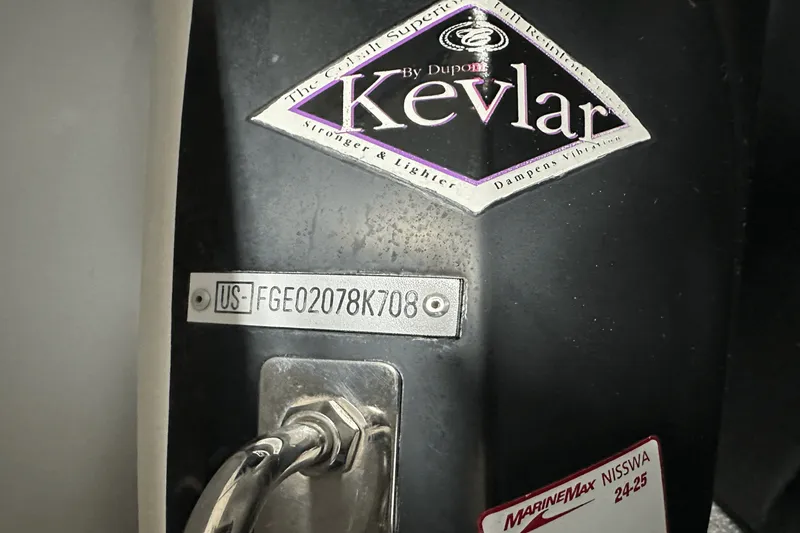 The Cobalt Superior Hull Reinforcement
By Dupont
Kevlar
Stronger & Lighter
Dampens Vibration
US-FGE02078K708
MARINEMAX NISSWA
24-25